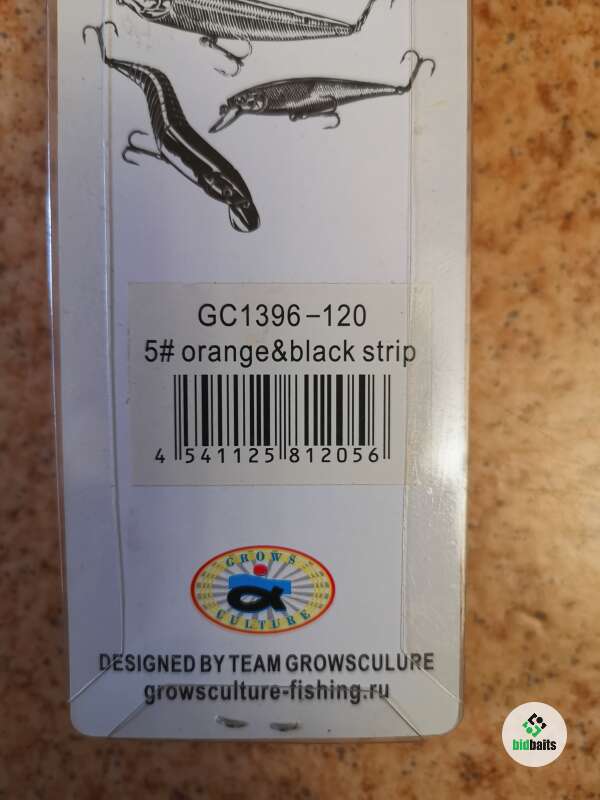 GC1396-120
5# orange&black strip
4 541125 812056
GROWS
CULTURE
DESIGNED BY TEAM GROWSCULURE
growsculture-fishing.ru
bidbaits